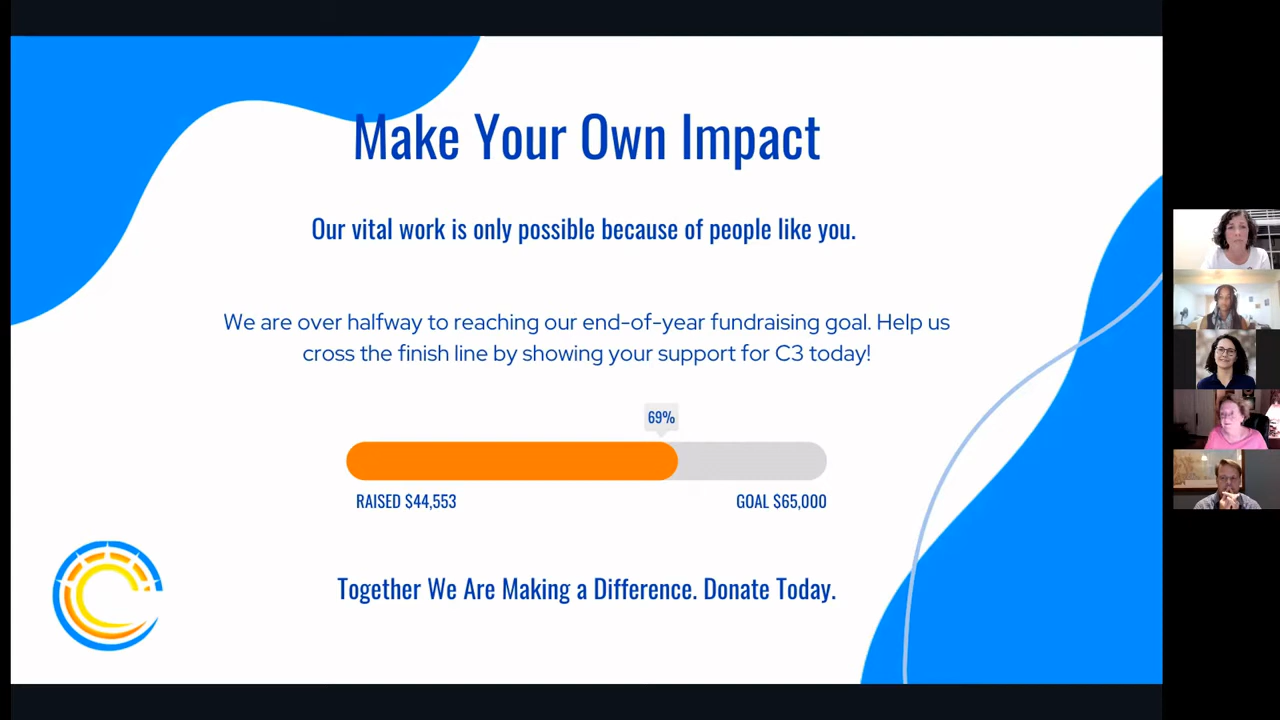 Make Your Own Impact
Our vital work is only possible because of people like you.
We are over halfway to reaching our end-of-year fundraising goal. Help us
cross the finish line by showing your support for C3 today!
69%
RAISED $44,553
GOAL $65,000
Together We Are Making a Difference. Donate Today.